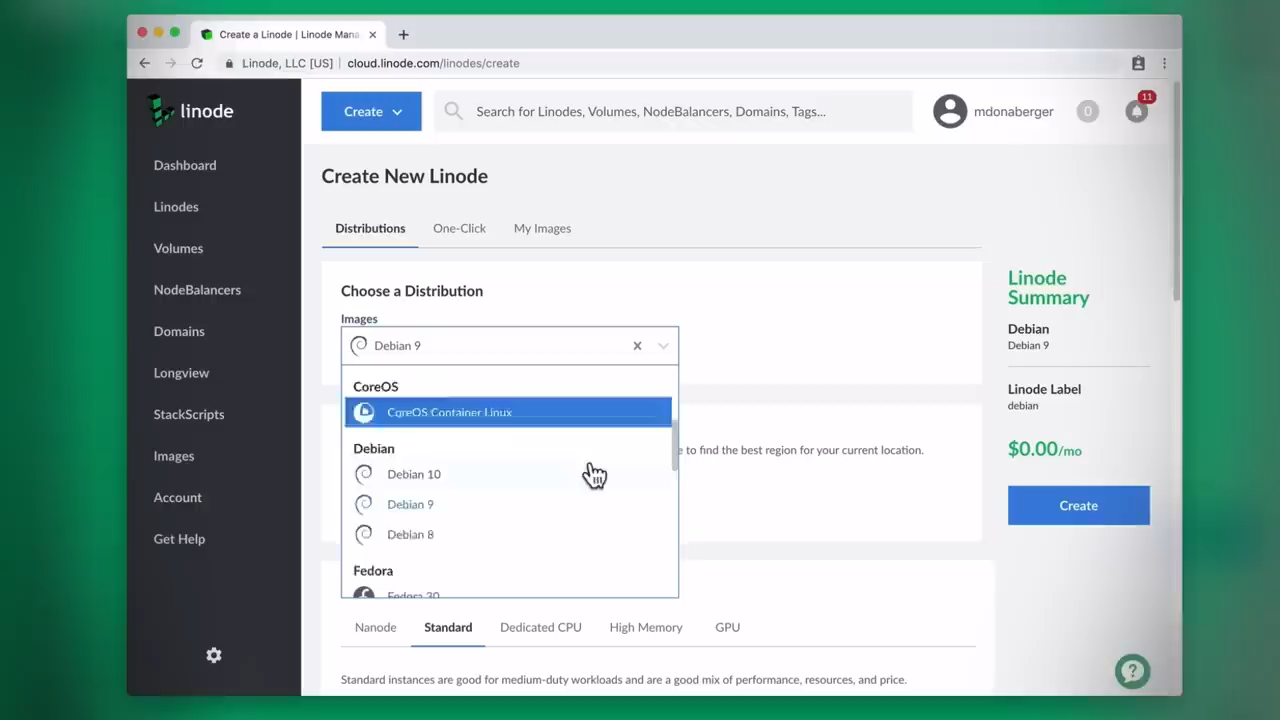 Create a Linode | Linode Mana
Linode, LLC [US] | cloud.linode.com/linodes/create
linode
Create
Search for Linodes, Volumes, NodeBalancers, Domains, Tags...
mdonaberger
0
11
Dashboard
Linodes
Volumes
NodeBalancers
Domains
Longview
StackScripts
Images
Account
Get Help
Create New Linode
Distributions
One-Click
My Images
Choose a Distribution
Images
Debian 9
CoreOS
CoreOS Container Linux
Debian
Debian 10
Debian 9
Debian 8
Fedora
Fedora 30
to find the best region for your current location.
Nanode
Standard
Dedicated CPU
High Memory
GPU
Standard instances are good for medium-duty workloads and are a good mix of performance, resources, and price.
Linode
Summary
Debian
Debian 9
Linode Label
debian
$0.00/mo
Create
?